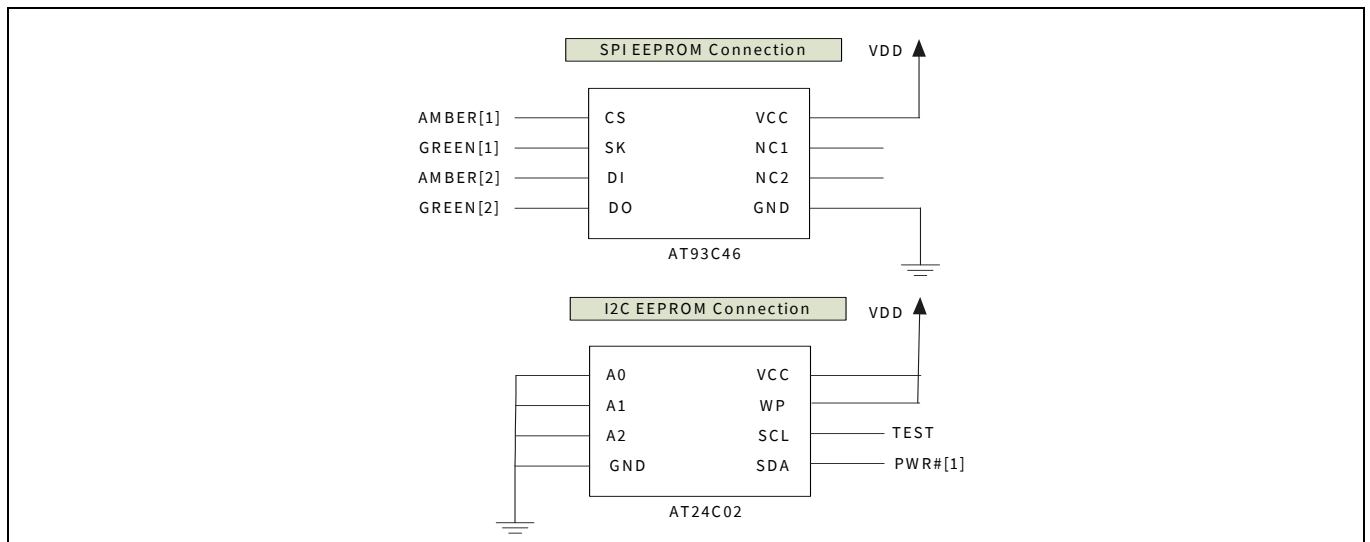 SPI EEPROM Connection
VDD
AMBER[1] CS VCC
GREEN[1] SK NC1
AMBER[2] DI NC2
GREEN[2] DO GND
AT93C46
I2C EEPROM Connection
VDD
A0 VCC
A1 WP
A2 SCL TEST
GND SDA PWR#[1]
AT24C02